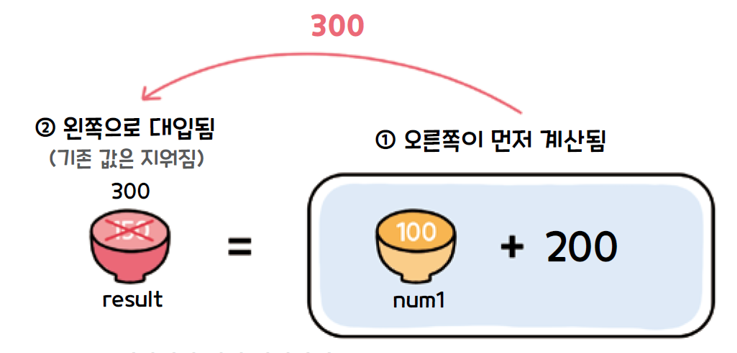 300
② 왼쪽으로 대입됨
(기존 값은 지워짐)
① 오른쪽이 먼저 계산됨
300
150
=
100
+ 200
result
num1